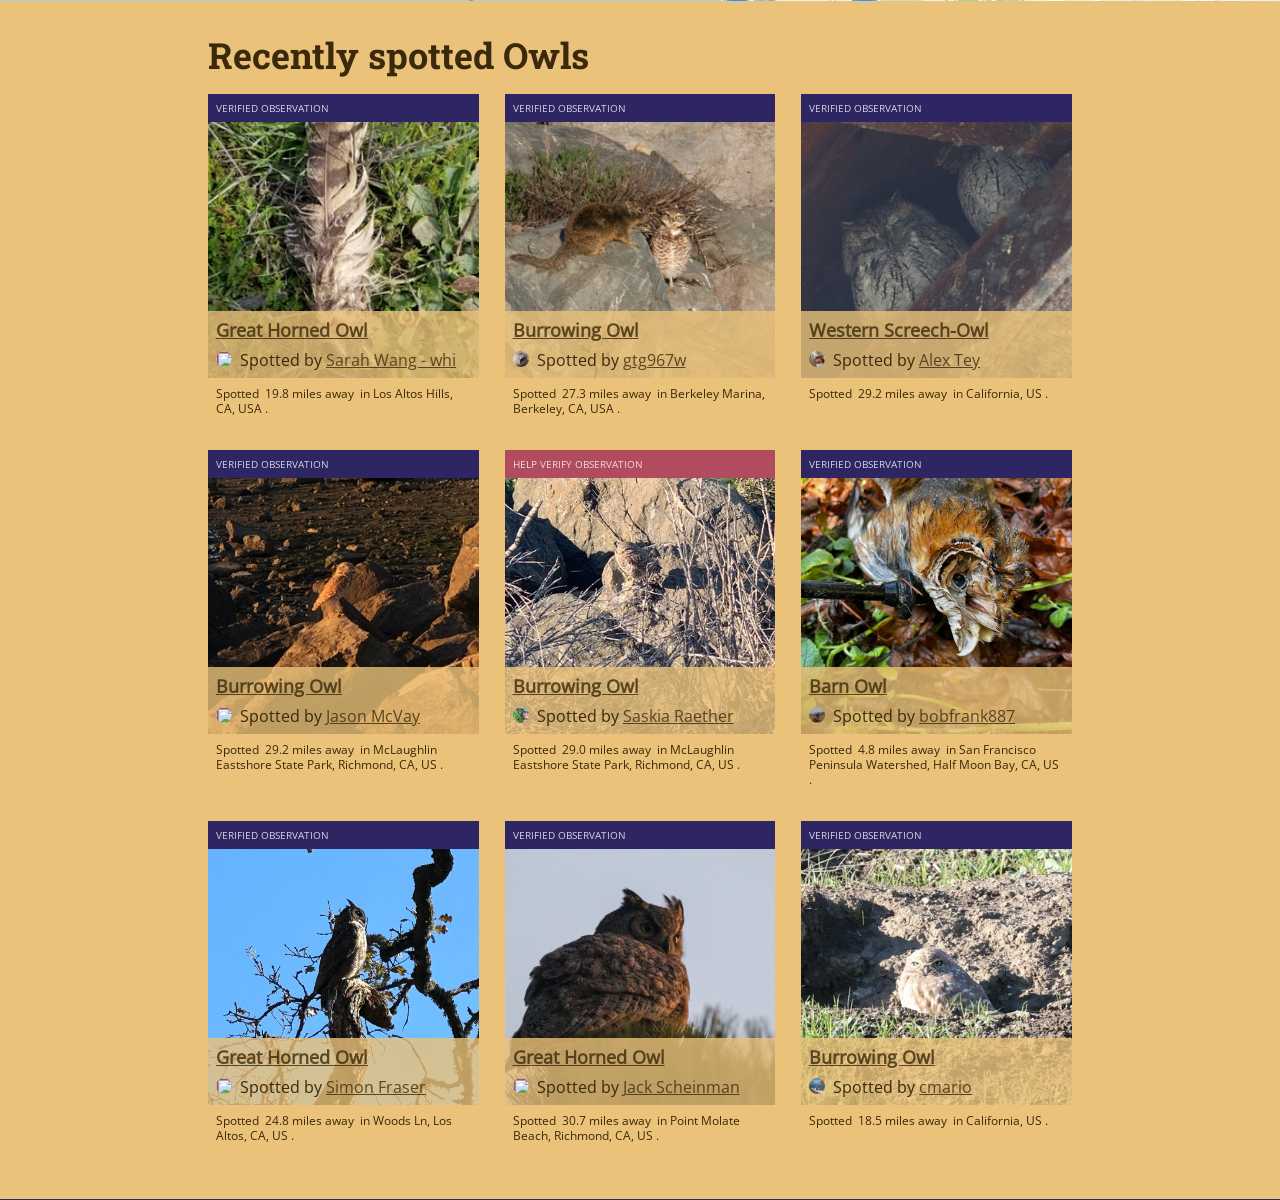 Recently spotted Owls
VERIFIED OBSERVATION
Great Horned Owl
Spotted by Sarah Wang - whi
Spotted 19.8 miles away in Los Altos Hills,
CA, USA .
VERIFIED OBSERVATION
Burrowing Owl
Spotted by gtg967w
Spotted 27.3 miles away in Berkeley Marina,
Berkeley, CA, USA .
VERIFIED OBSERVATION
Western Screech-Owl
Spotted by Alex Tey
Spotted 29.2 miles away in California, US .
VERIFIED OBSERVATION
Burrowing Owl
Spotted by Jason McVay
Spotted 29.2 miles away in McLaughlin
Eastshore State Park, Richmond, CA, US .
HELP VERIFY OBSERVATION
Burrowing Owl
Spotted by Saskia Raether
Spotted 29.0 miles away in McLaughlin
Eastshore State Park, Richmond, CA, US .
VERIFIED OBSERVATION
Barn Owl
Spotted by bobfrank887
Spotted 4.8 miles away in San Francisco
Peninsula Watershed, Half Moon Bay, CA, US
.
VERIFIED OBSERVATION
Great Horned Owl
Spotted by Simon Fraser
Spotted 24.8 miles away in Woods Ln, Los
Altos, CA, US .
VERIFIED OBSERVATION
Great Horned Owl
Spotted by Jack Scheinman
Spotted 30.7 miles away in Point Molate
Beach, Richmond, CA, US .
VERIFIED OBSERVATION
Burrowing Owl
Spotted by cmario
Spotted 18.5 miles away in California, US .